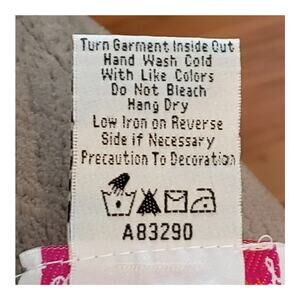 Turn Garment Inside Out
Hand Wash Cold
With Like Colors
Do Not Bleach
Hang Dry
Low Iron on Reverse
Side if Necessary
Precaution To Decoration
A83290